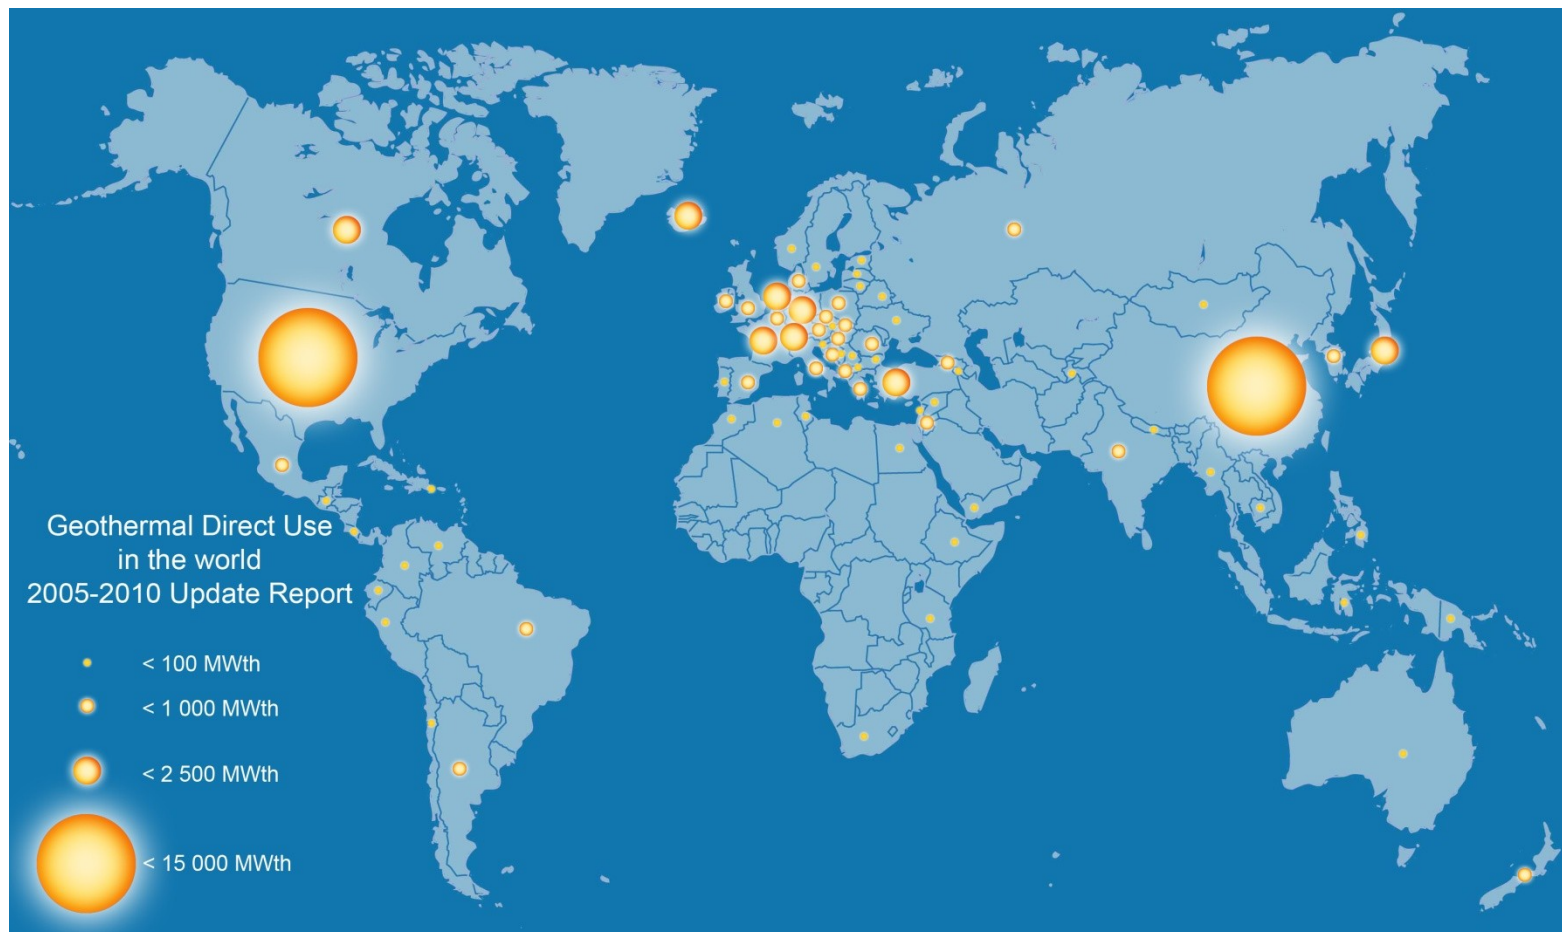 Geothermal Direct Use
in the world
2005-2010 Update Report
< 100 MWth
< 1 000 MWth
< 2 500 MWth
< 15 000 MWth